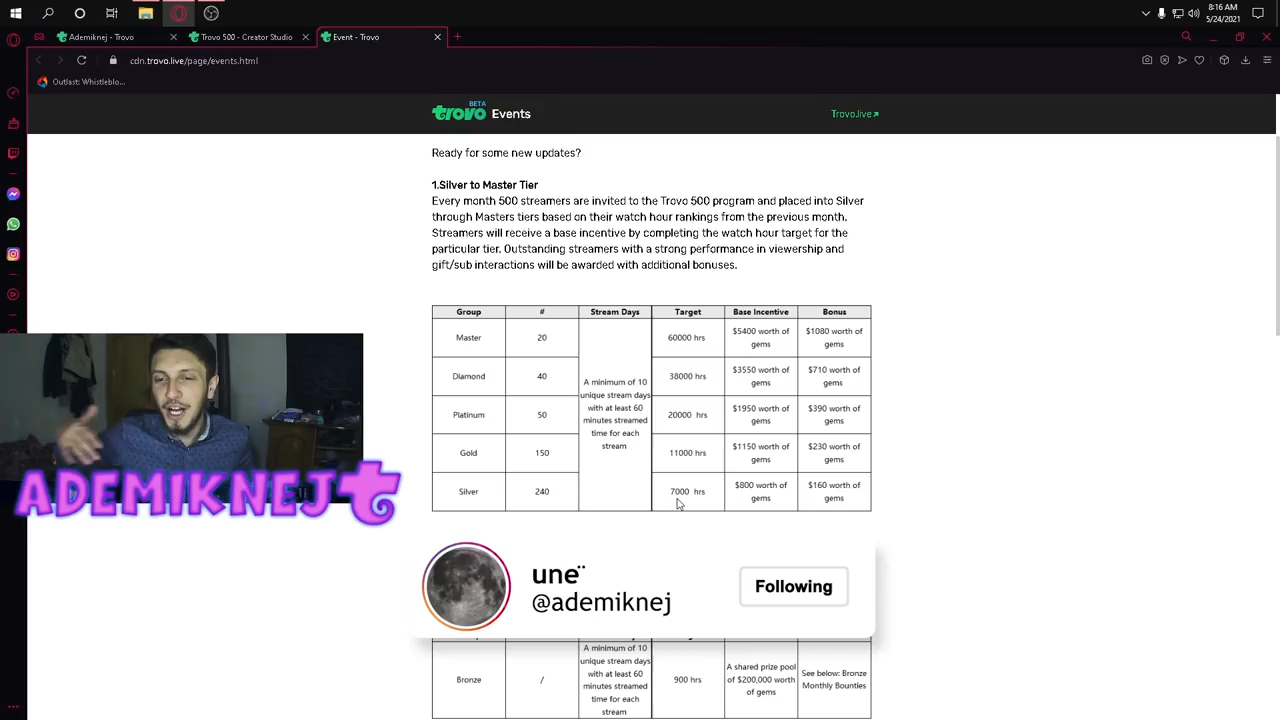 8:16 AM
5/24/2021
Ademiknej - Trovo
Trovo 500 - Creator Studio
Event - Trovo
cdn.trovo.live/page/events.html
Outlast: Whistleblo...
BETA
trovo Events
Trovo.live
Ready for some new updates?
1.Silver to Master Tier
Every month 500 streamers are invited to the Trovo 500 program and placed into Silver
through Masters tiers based on their watch hour rankings from the previous month.
Streamers will receive a base incentive by completing the watch hour target for the
particular tier. Outstanding streamers with a strong performance in viewership and
gift/sub interactions will be awarded with additional bonuses.
Group # Stream Days Target Base Incentive Bonus
Master 20 60000 hrs $5400 worth of gems $1080 worth of gems
Diamond 40 38000 hrs $3550 worth of gems $710 worth of gems
A minimum of 10
unique stream days
with at least 60
minutes streamed
time for each
stream
Platinum 50 20000 hrs $1950 worth of gems $390 worth of gems
Gold 150 11000 hrs $1150 worth of gems $230 worth of gems
Silver 240 7000 hrs $800 worth of gems $160 worth of gems
ADEMIKNEJ
une¨
@ademiknej
Following
A minimum of 10
unique stream days
with at least 60
minutes streamed
time for each
stream
Bronze / 900 hrs
A shared prize pool
of $200,000 worth
of gems
See below: Bronze
Monthly Bounties